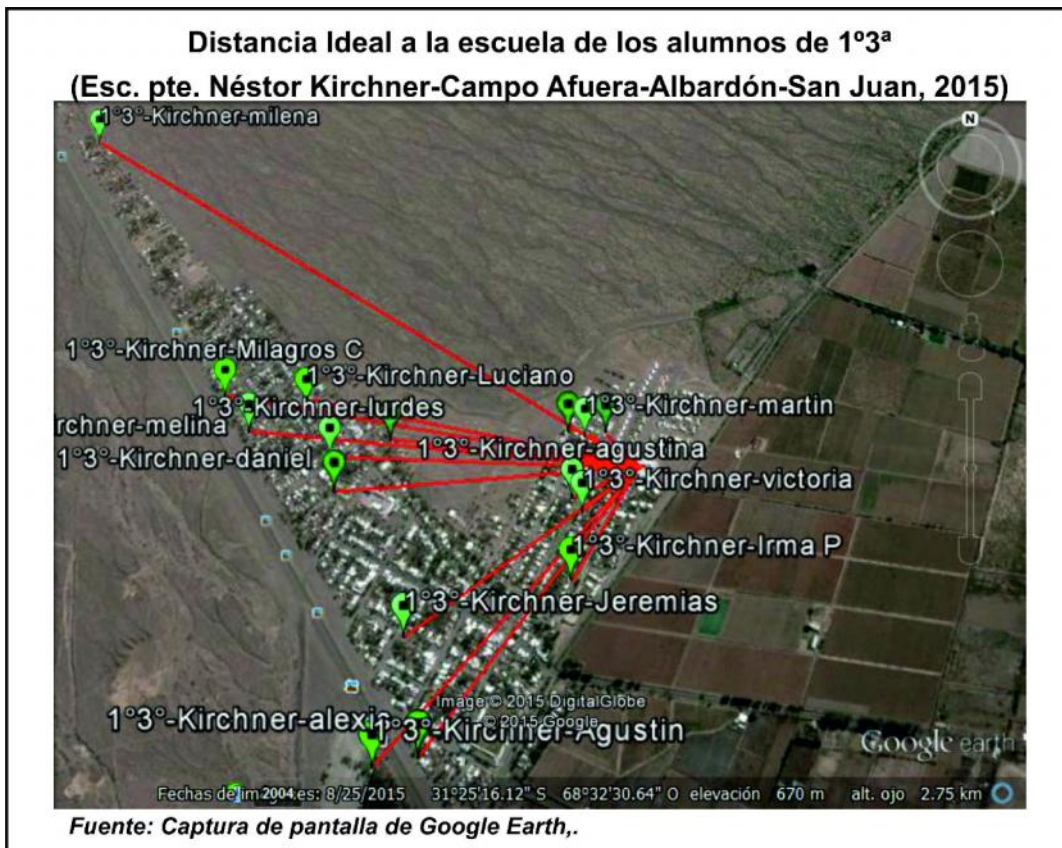 Distancia Ideal a la escuela de los alumnos de 1º3ª
(Esc. pte. Néstor Kirchner-Campo Afuera-Albardón-San Juan, 2015)
1°3°-Kirchner-milena
N
1°3°-Kirchner-Milagros C
1°3°-Kirchner-Luciano
1°3°-Kirchner-lurdes
1°3°-Kirchner-martin
irchner-melina
1°3°-Kirchner-agustina
1°3°-Kirchner-daniel
1°3°-Kirchner-victoria
1°3°-Kirchner-Irma P
1°3°-Kirchner-Jeremias
Image © 2015 DigitalGlobe
© 2015 Google
1°3°-Kirchner-alexis
1°3°-Kirchner-Agustin
Google earth
Fechas de imágenes: 8/25/2015 31°25'16.12" S 68°32'30.64" O elevación 670 m alt. ojo 2.75 km
2004
Fuente: Captura de pantalla de Google Earth,.